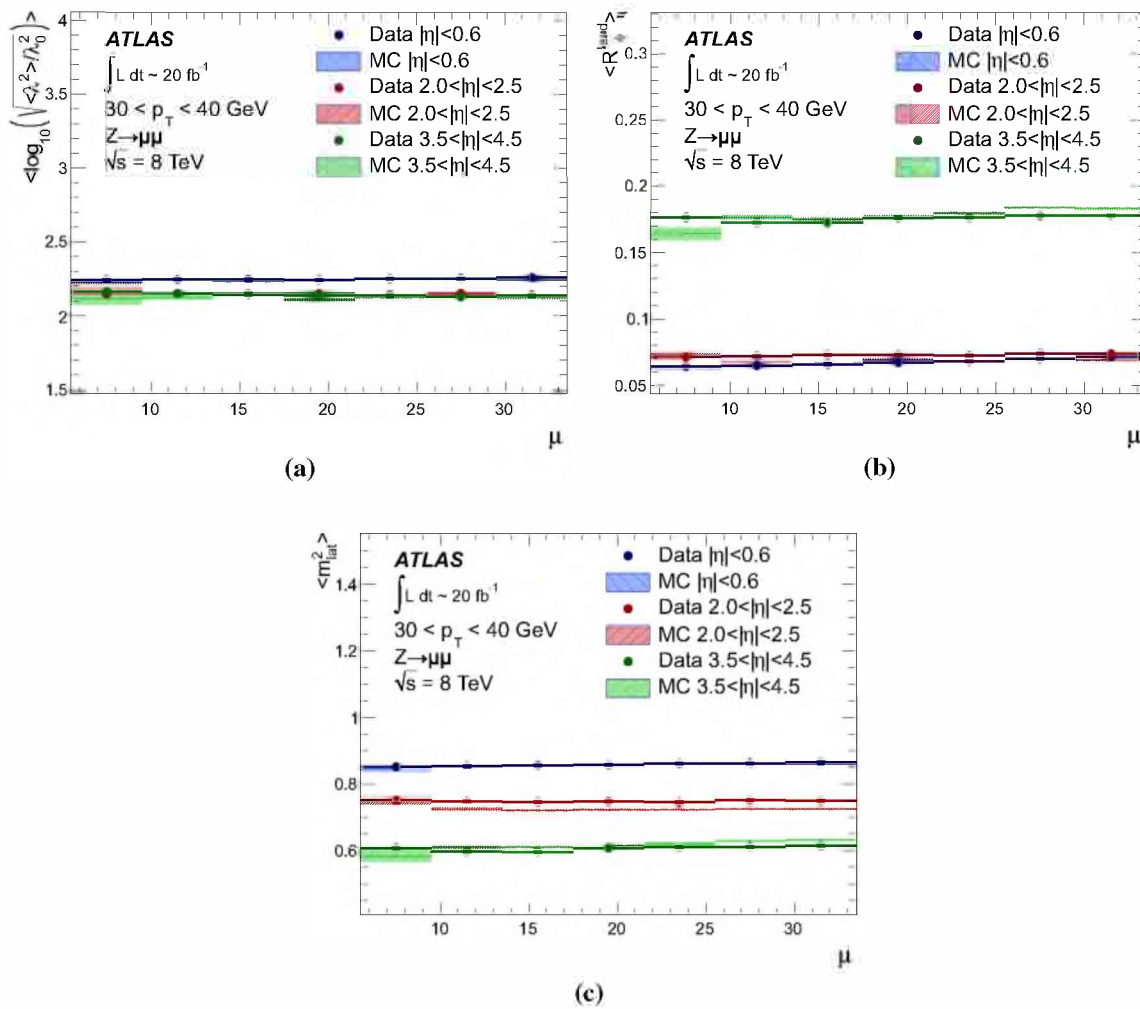 <log₁₀(√<λ²>/λ₀²)>
4
3.5
3
2.5
2
1.5
ATLAS
∫L dt ~ 20 fb⁻¹
30 < p_T < 40 GeV
Z→μμ
√s = 8 TeV
Data |η|<0.6
MC |η|<0.6
Data 2.0<|η|<2.5
MC 2.0<|η|<2.5
Data 3.5<|η|<4.5
MC 3.5<|η|<4.5
10 15 20 25 30
μ
(a)
0.3
0.25
0.2
0.15
0.1
0.05
ATLAS
∫L dt ~ 20 fb⁻¹
30 < p_T < 40 GeV
Z→μμ
√s = 8 TeV
Data |η|<0.6
MC |η|<0.6
Data 2.0<|η|<2.5
MC 2.0<|η|<2.5
Data 3.5<|η|<4.5
MC 3.5<|η|<4.5
10 15 20 25 30
μ
(b)
<m²_lat>
1.4
1.2
1
0.8
0.6
ATLAS
∫L dt ~ 20 fb⁻¹
30 < p_T < 40 GeV
Z→μμ
√s = 8 TeV
Data |η|<0.6
MC |η|<0.6
Data 2.0<|η|<2.5
MC 2.0<|η|<2.5
Data 3.5<|η|<4.5
MC 3.5<|η|<4.5
10 15 20 25 30
μ
(c)